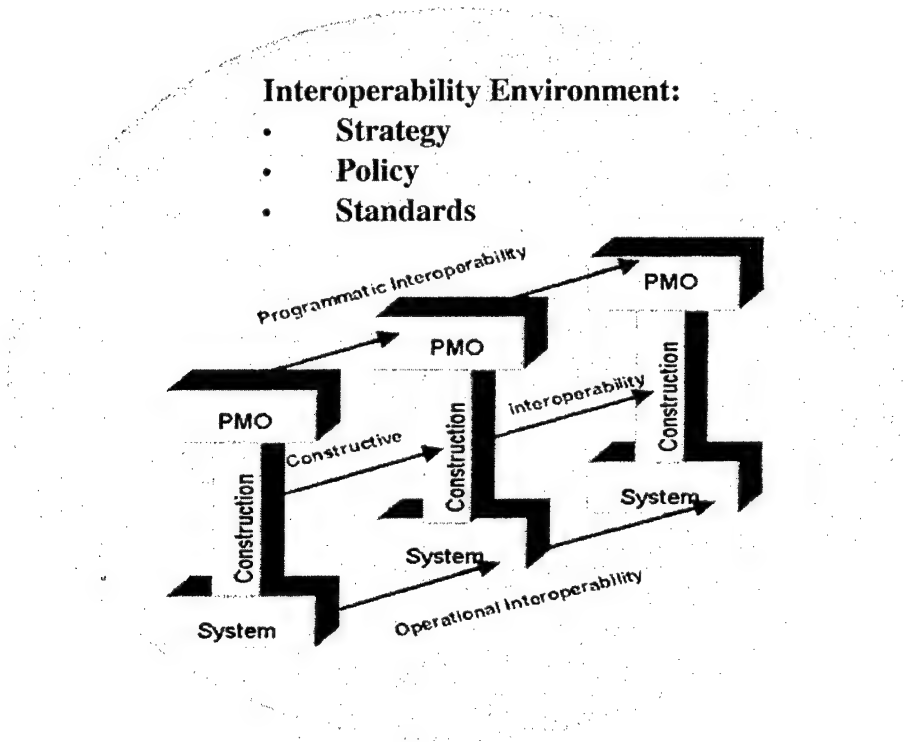 Interoperability Environment:
• Strategy
• Policy
• Standards
Programmatic Interoperability
PMO
PMO
PMO
Constructive
Interoperability
Construction
Construction
Construction
System
System
System
Operational Interoperability